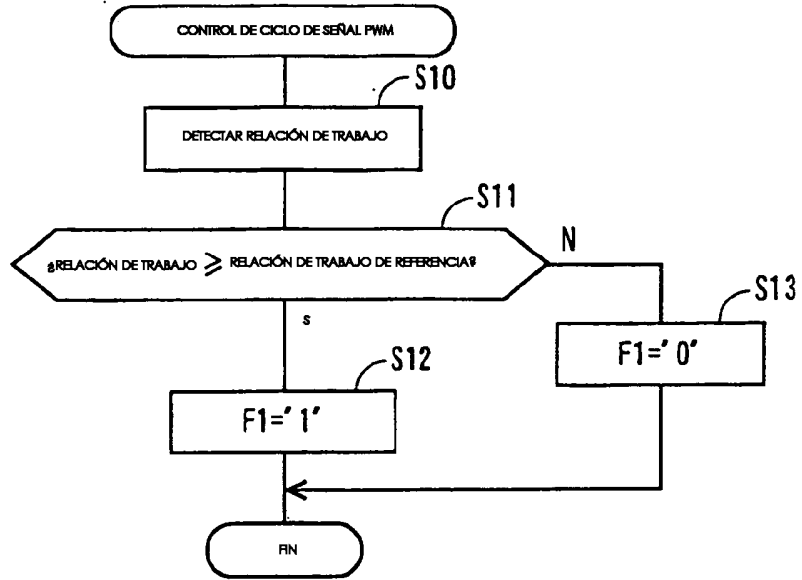 CONTROL DE CICLO DE SEÑAL PWM
S10
DETECTAR RELACIÓN DE TRABAJO
S11
¿RELACIÓN DE TRABAJO ≧ RELACIÓN DE TRABAJO DE REFERENCIA?
N
S
S13
F1="0"
S12
F1="1"
FIN